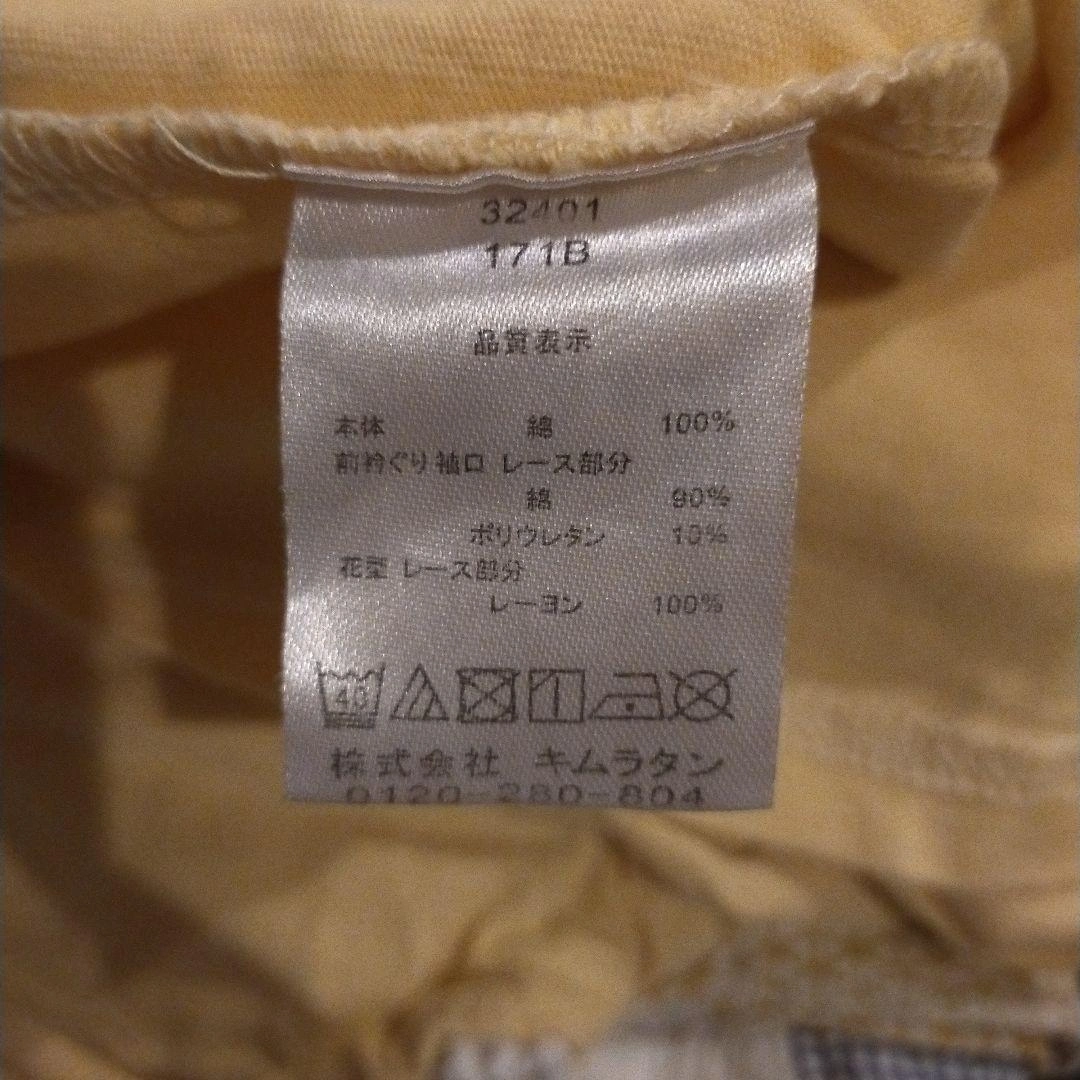 32401
171B
品質表示
本体 綿 100%
前衿ぐり袖口 レース部分
綿 90%
ポリウレタン 10%
花型 レース部分
レーヨン 100%
40
株式会社 キムラタン
0120-280-804